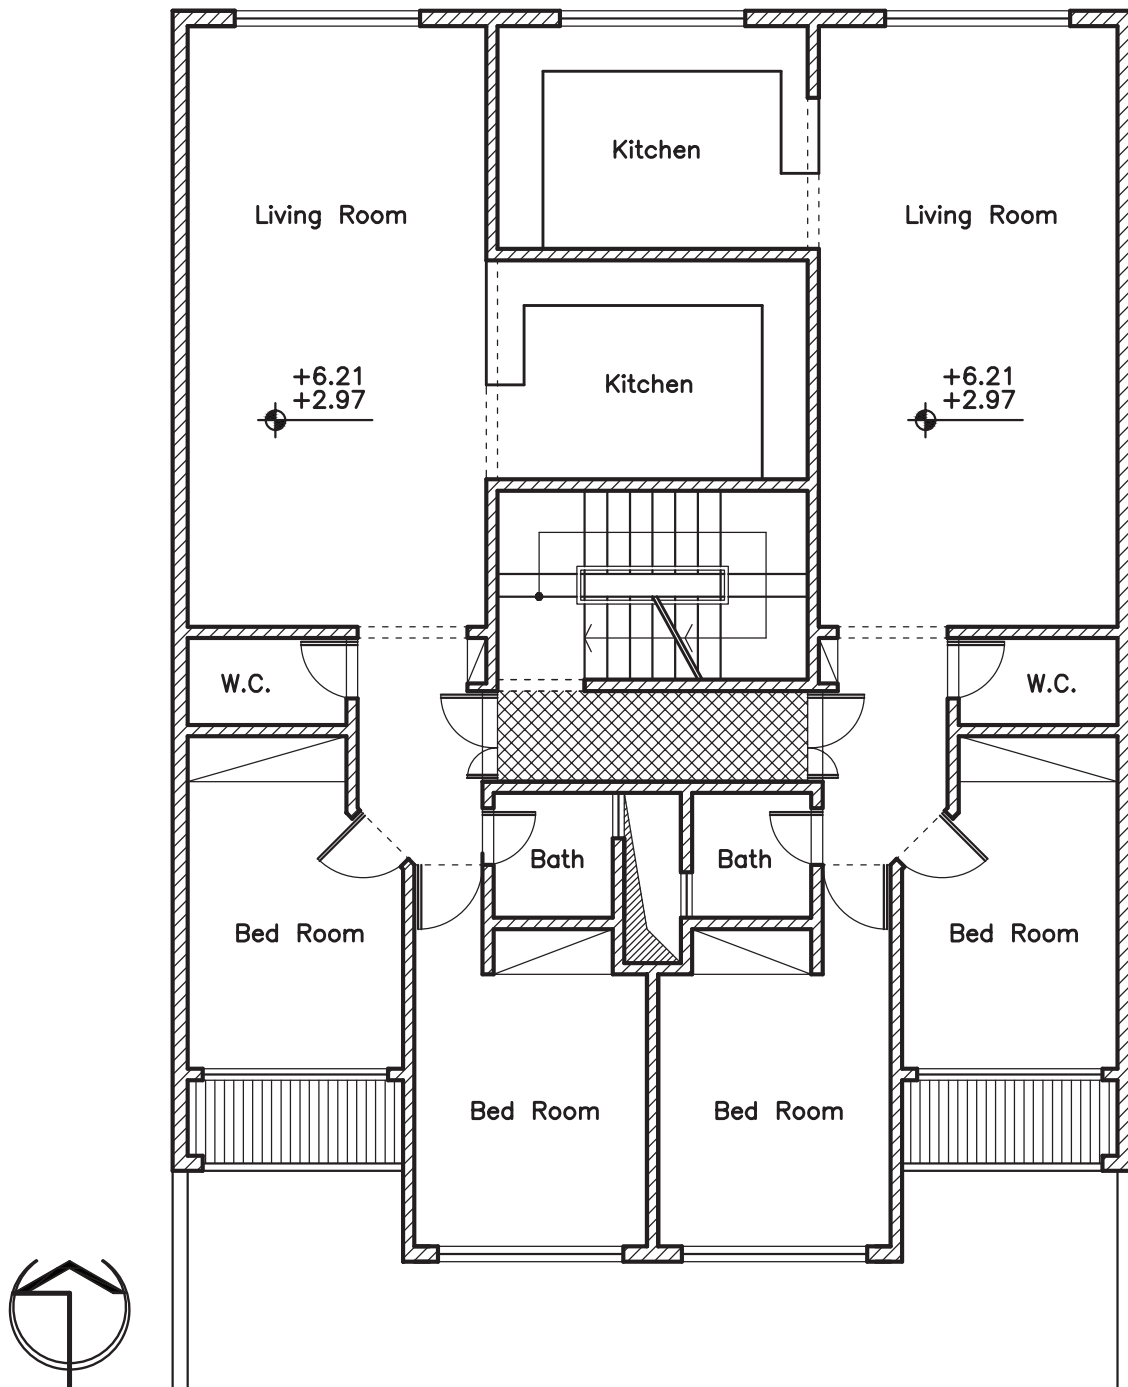 Kitchen
Living Room
Living Room
+6.21
+2.97
Kitchen
+6.21
+2.97
W.C.
W.C.
Bath
Bath
Bed Room
Bed Room
Bed Room
Bed Room